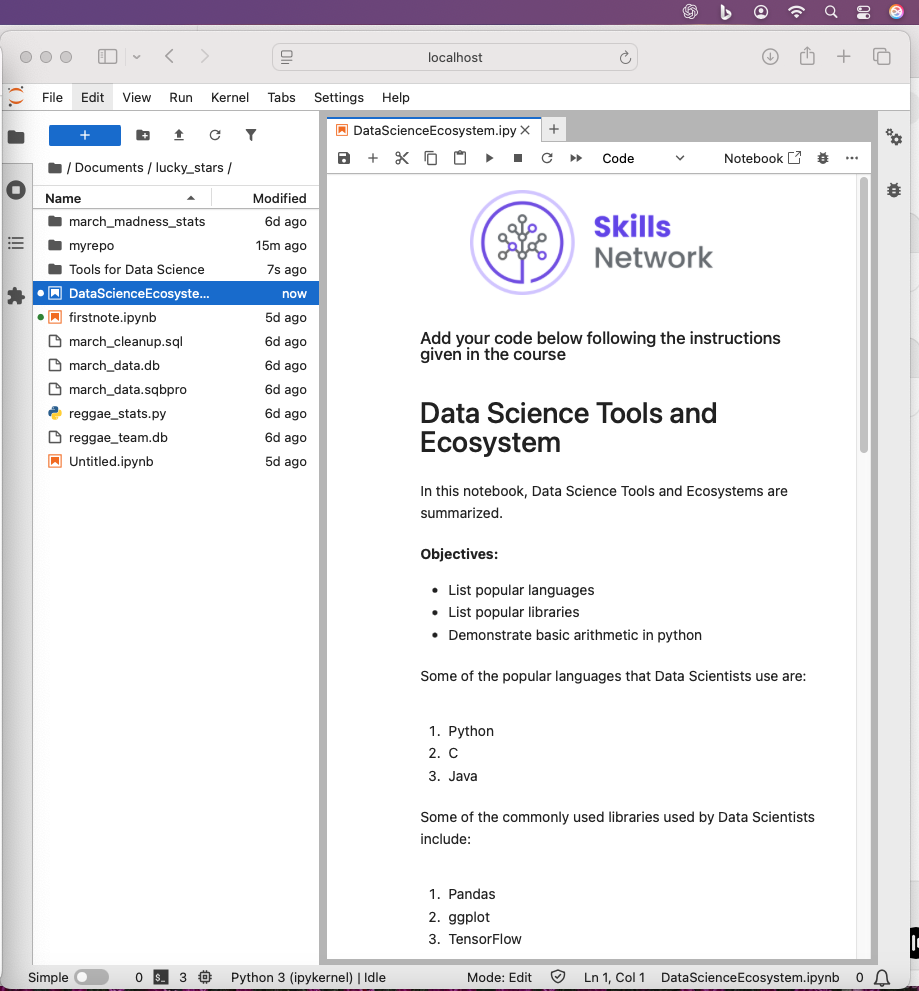 localhost
File Edit View Run Kernel Tabs Settings Help
+
/ Documents / lucky_stars /
Name Modified
march_madness_stats 6d ago
myrepo 15m ago
Tools for Data Science 7s ago
DataScienceEcosyste... now
firstnote.ipynb 5d ago
march_cleanup.sql 6d ago
march_data.db 6d ago
march_data.sqbpro 6d ago
reggae_stats.py 6d ago
reggae_team.db 6d ago
Untitled.ipynb 5d ago
DataScienceEcosystem.ipy
Code Notebook
Skills
Network
Add your code below following the instructions
given in the course
Data Science Tools and
Ecosystem
In this notebook, Data Science Tools and Ecosystems are
summarized.
Objectives:
• List popular languages
• List popular libraries
• Demonstrate basic arithmetic in python
Some of the popular languages that Data Scientists use are:
1. Python
2. C
3. Java
Some of the commonly used libraries used by Data Scientists
include:
1. Pandas
2. ggplot
3. TensorFlow
Simple 0 3 Python 3 (ipykernel) | Idle Mode: Edit Ln 1, Col 1 DataScienceEcosystem.ipynb 0